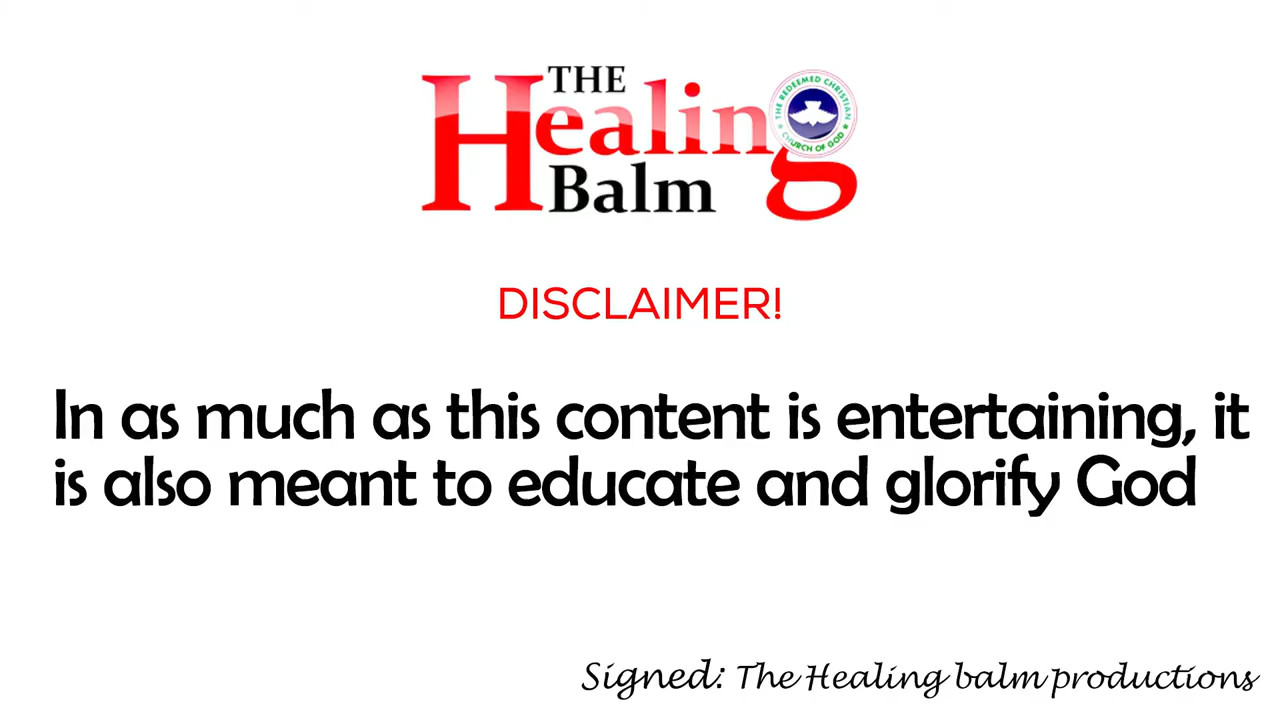 THE
Healing
Balm
THE REDEEMED CHRISTIAN
CHURCH OF GOD
DISCLAIMER!
In as much as this content is entertaining, it
is also meant to educate and glorify God
Signed: The Healing balm productions